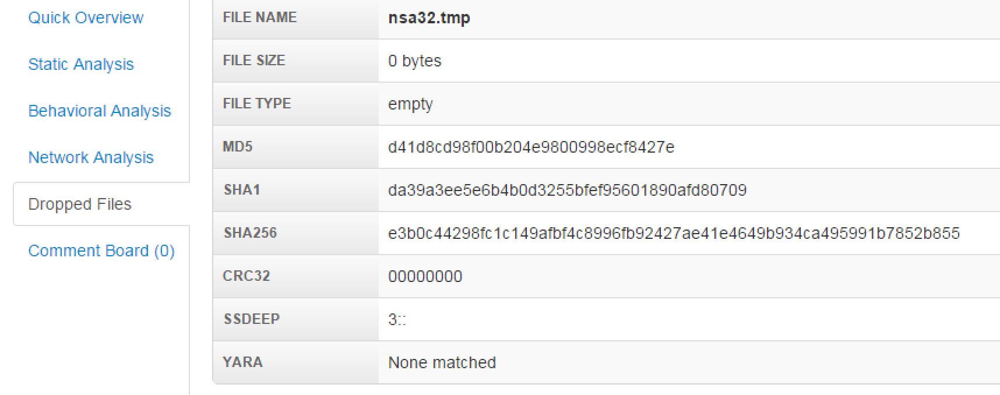 Quick Overview
Static Analysis
Behavioral Analysis
Network Analysis
Dropped Files
Comment Board (0)
FILE NAME nsa32.tmp
FILE SIZE 0 bytes
FILE TYPE empty
MD5 d41d8cd98f00b204e9800998ecf8427e
SHA1 da39a3ee5e6b4b0d3255bfef95601890afd80709
SHA256 e3b0c44298fc1c149afbf4c8996fb92427ae41e4649b934ca495991b7852b855
CRC32 00000000
SSDEEP 3::
YARA None matched